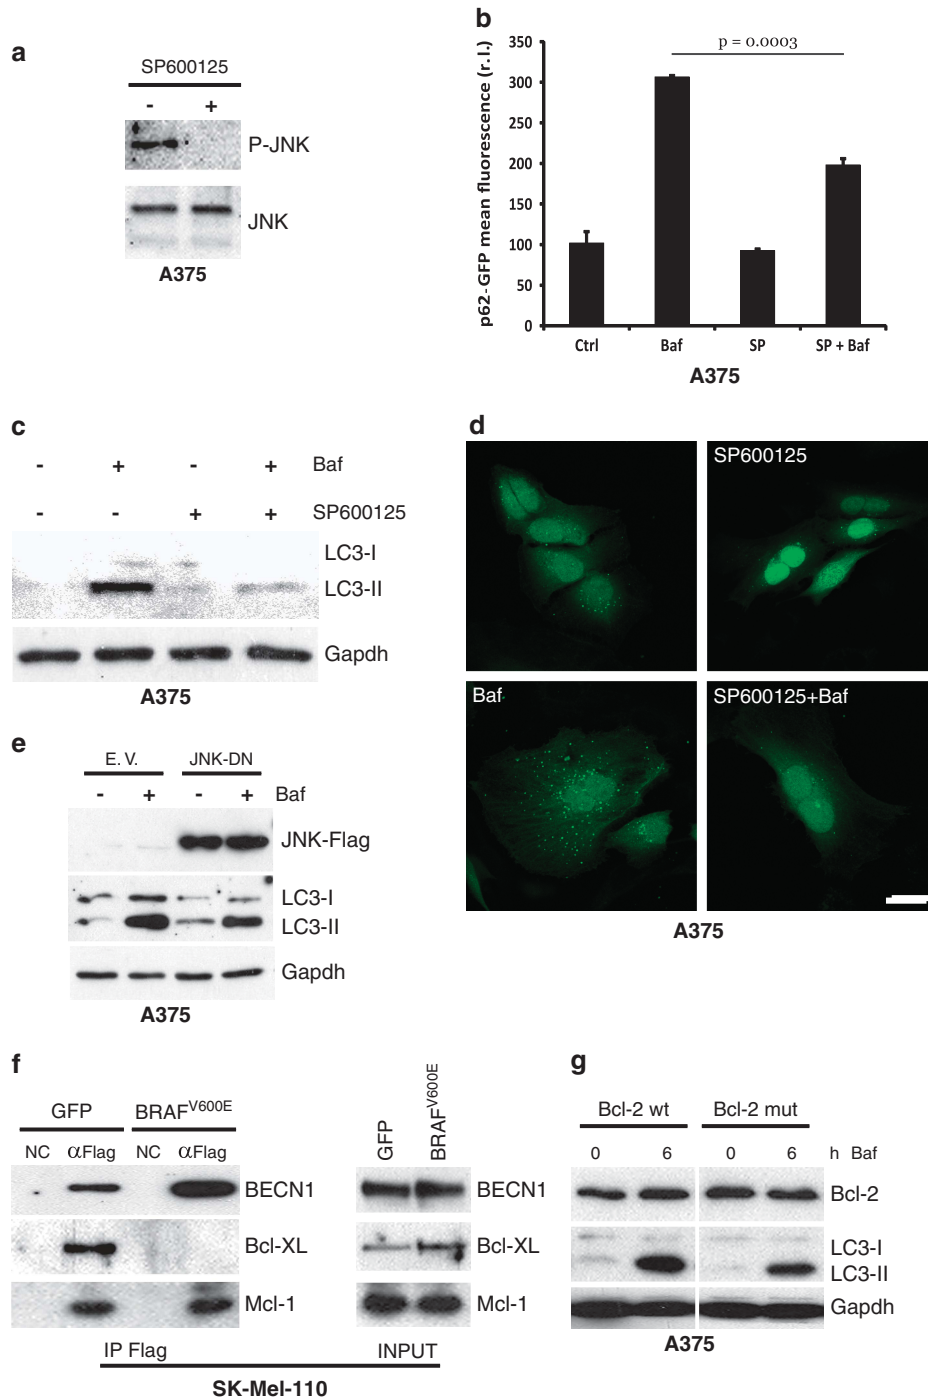 a
SP600125
- +
P-JNK
JNK
A375
b
p62-GFP mean fluorescence (r.l.)
350
300
250
200
150
100
50
0
p = 0.0003
Ctrl Baf SP SP + Baf
A375
c
- + - + Baf
- - + + SP600125
LC3-I
LC3-II
Gapdh
A375
d
SP600125
Baf
SP600125+Baf
A375
e
E. V. JNK-DN
- + - + Baf
JNK-Flag
LC3-I
LC3-II
Gapdh
A375
f
GFP BRAFV600E
NC αFlag NC αFlag
BECN1
Bcl-XL
Mcl-1
GFP
BRAFV600E
BECN1
Bcl-XL
Mcl-1
IP Flag INPUT
SK-Mel-110
g
Bcl-2 wt Bcl-2 mut
0 6 0 6 h Baf
Bcl-2
LC3-I
LC3-II
Gapdh
A375